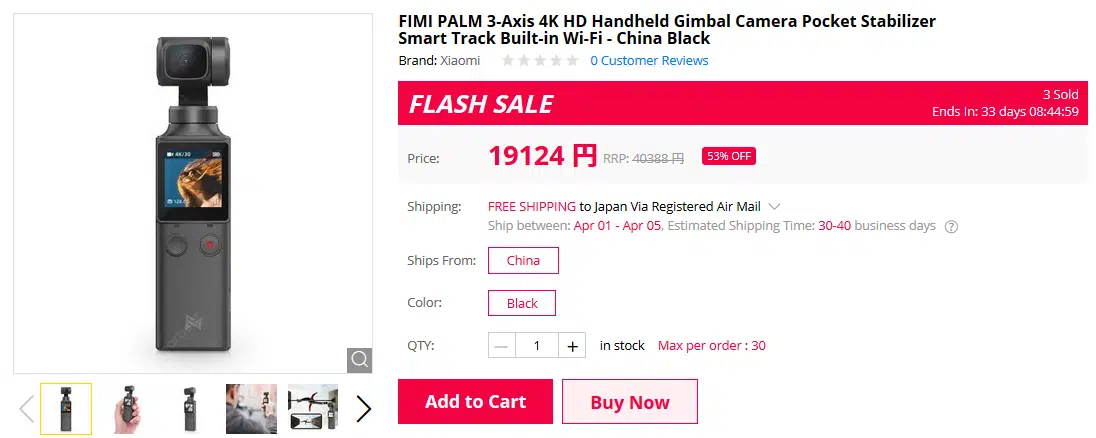 FIMI PALM 3-Axis 4K HD Handheld Gimbal Camera Pocket Stabilizer
Smart Track Built-in Wi-Fi - China Black
Brand: Xiaomi 0 Customer Reviews
FLASH SALE
3 Sold
Ends In: 33 days 08:44:59
Price: 19124 円 RRP: 40388 円 53% OFF
Shipping: FREE SHIPPING to Japan Via Registered Air Mail
Ship between: Apr 01 - Apr 05, Estimated Shipping Time: 30-40 business days ?
Ships From: China
Color: Black
QTY: — 1 + in stock Max per order : 30
Add to Cart Buy Now
4K/30